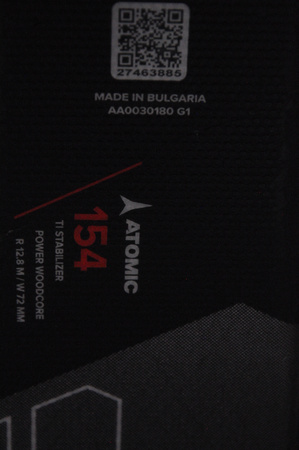 27463885
MADE IN BULGARIA
AA0030180 G1
ATOMIC
154
TI STABILIZER
POWER WOODCORE
R 12.8 M / W 72 MM